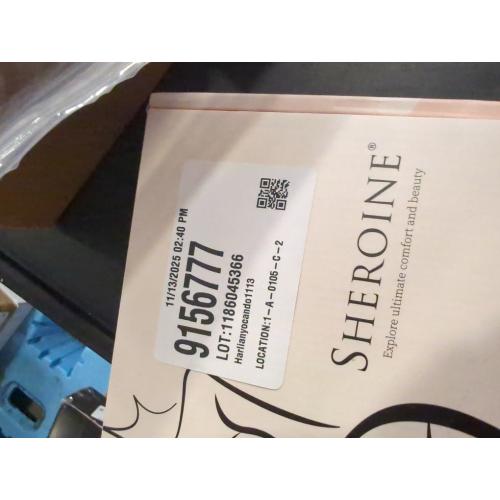 11/13/2025 02:40 PM
9156777
LOT:1186045366
Harlianyocando1113
LOCATION:1-A-0105-C-2
SHEROINE®
Explore ultimate comfort and beauty